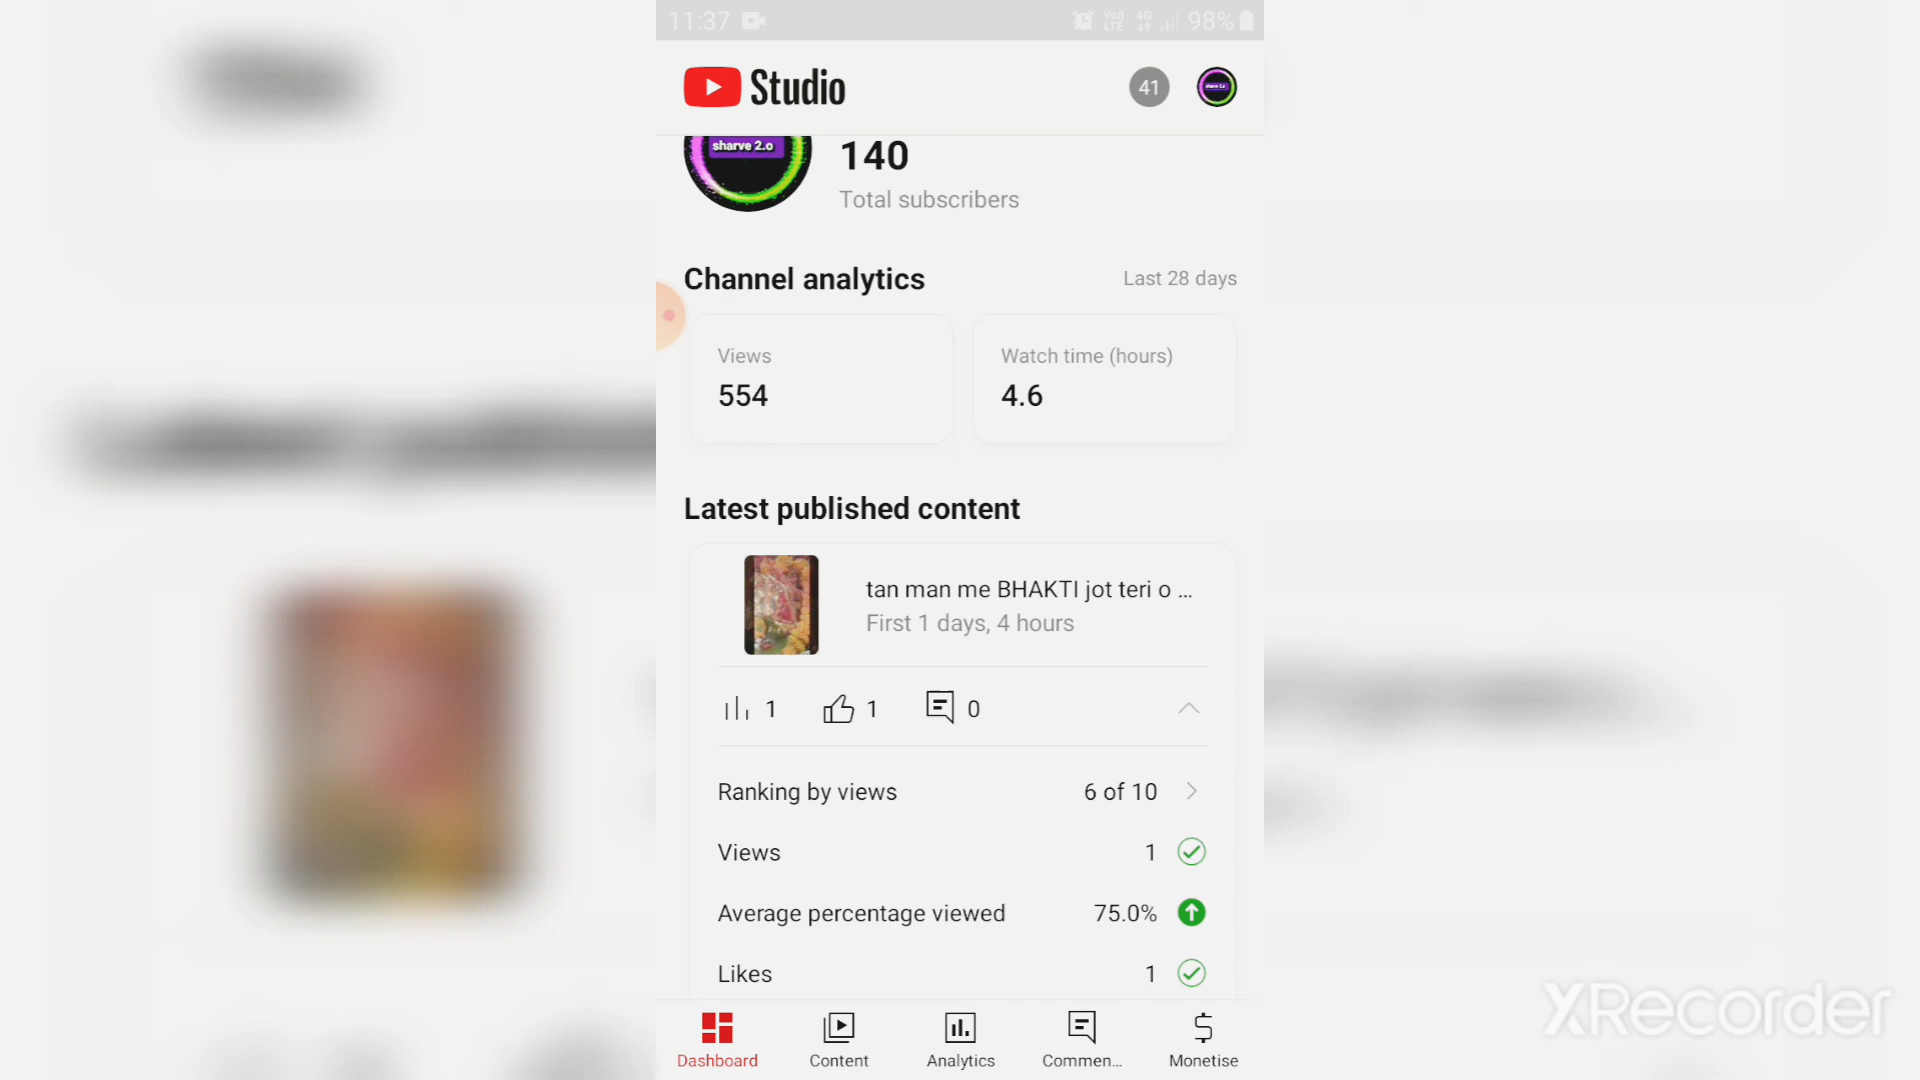 11:37
Vo)) LTE 4G 98%
Studio
41
sharve 2.o
140
Total subscribers
Channel analytics
Last 28 days
Views
Watch time (hours)
554
4.6
Latest published content
tan man me BHAKTI jot teri o ...
First 1 days, 4 hours
1 1 0
Ranking by views 6 of 10
Views 1
Average percentage viewed 75.0%
Likes 1
Dashboard Content Analytics Commen... Monetise
XRecorder